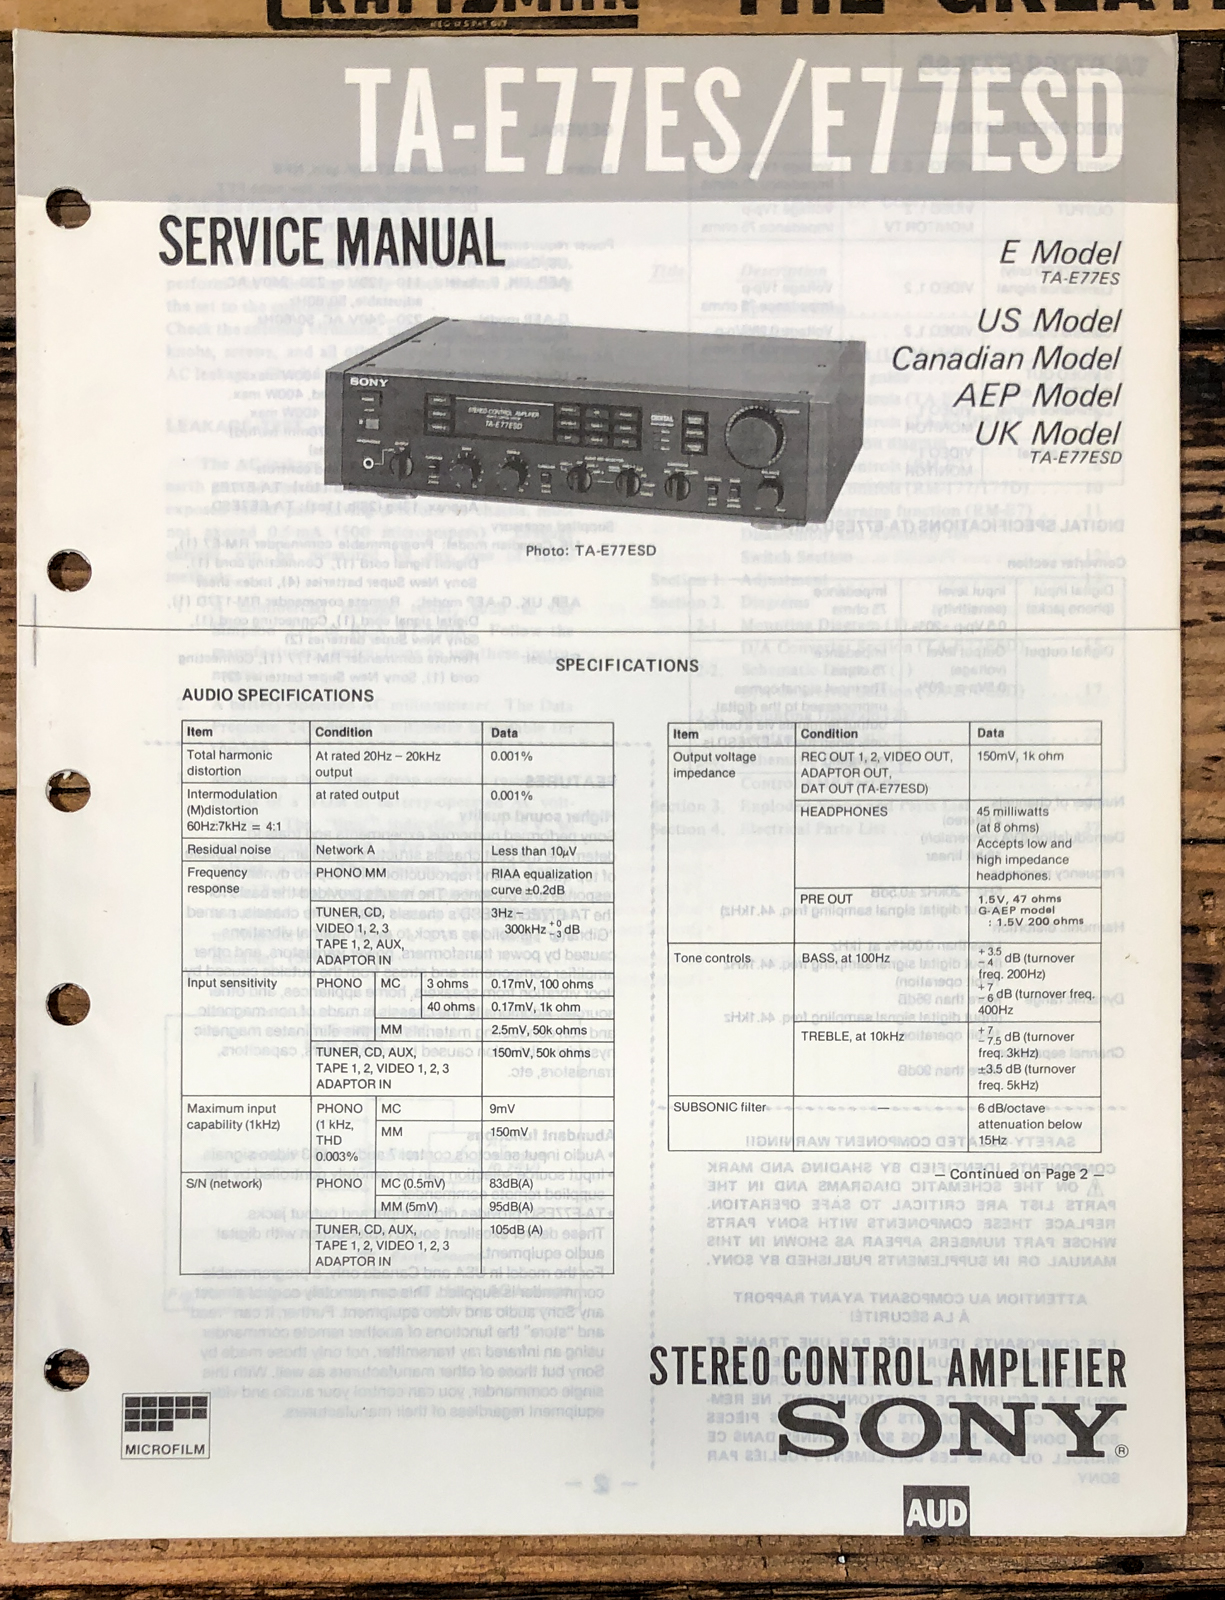 CRAFTSMAN
REG.U.S.PAT.OFF.
THE GREAT
TA-E77ES/E77ESD
SERVICE MANUAL
E Model
TA-E77ES
US Model
Canadian Model
AEP Model
UK Model
TA-E77ESD
SONY
STEREO CONTROL AMPLIFIER
TA-E77ESD
DIGITAL
Photo: TA-E77ESD
SPECIFICATIONS
AUDIO SPECIFICATIONS
Item Condition Data
Total harmonic At rated 20Hz – 20kHz 0.001%
distortion output
Intermodulation at rated output 0.001%
(M)distortion
60Hz:7kHz = 4:1
Residual noise Network A Less than 10μV
Frequency PHONO MM RIAA equalization
response curve ±0.2dB
TUNER, CD, 3Hz –
VIDEO 1, 2, 3 300kHz +0 −3 dB
TAPE 1, 2, AUX,
ADAPTOR IN
Input sensitivity PHONO MC 3 ohms 0.17mV, 100 ohms
40 ohms 0.17mV, 1k ohm
MM 2.5mV, 50k ohms
TUNER, CD, AUX, 150mV, 50k ohms
TAPE 1, 2, VIDEO 1, 2, 3
ADAPTOR IN
Maximum input PHONO MC 9mV
capability (1kHz) (1 kHz, MM 150mV
THD
0.003%
S/N (network) PHONO MC (0.5mV) 83dB(A)
MM (5mV) 95dB(A)
TUNER, CD, AUX, 105dB (A)
TAPE 1, 2, VIDEO 1, 2, 3
ADAPTOR IN
Item Condition Data
Output voltage REC OUT 1, 2, VIDEO OUT, 150mV, 1k ohm
impedance ADAPTOR OUT,
DAT OUT (TA-E77ESD)
HEADPHONES 45 milliwatts
(at 8 ohms)
Accepts low and
high impedance
headphones.
PRE OUT 1.5V, 47 ohms
G-AEP model
: 1.5V 200 ohms
Tone controls BASS, at 100Hz +3.5 −4 dB (turnover
freq. 200Hz)
+7 −6 dB (turnover freq.
400Hz
TREBLE, at 10kHz +7 −7.5 dB (turnover
freq. 3kHz)
±3.5 dB (turnover
freq. 5kHz)
SUBSONIC filter — 6 dB/octave
attenuation below
15Hz
— Continued on Page 2 —
STEREO CONTROL AMPLIFIER
SONY®
MICROFILM
AUD